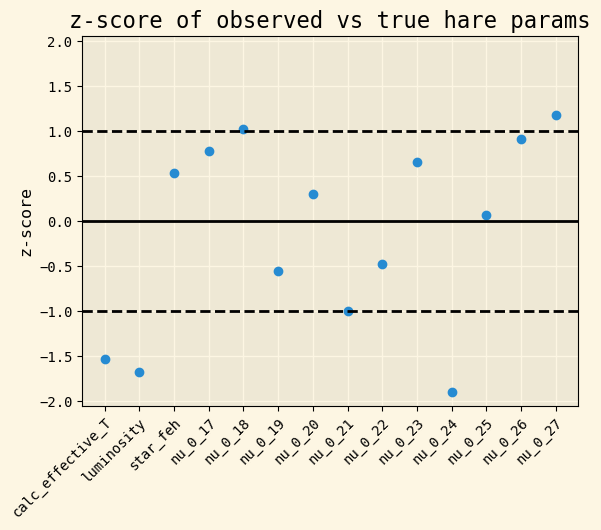 z-score of observed vs true hare params
z-score
2.0
1.5
1.0
0.5
0.0
−0.5
−1.0
−1.5
−2.0
calc_effective_T
luminosity
star_feh
nu_0_17
nu_0_18
nu_0_19
nu_0_20
nu_0_21
nu_0_22
nu_0_23
nu_0_24
nu_0_25
nu_0_26
nu_0_27